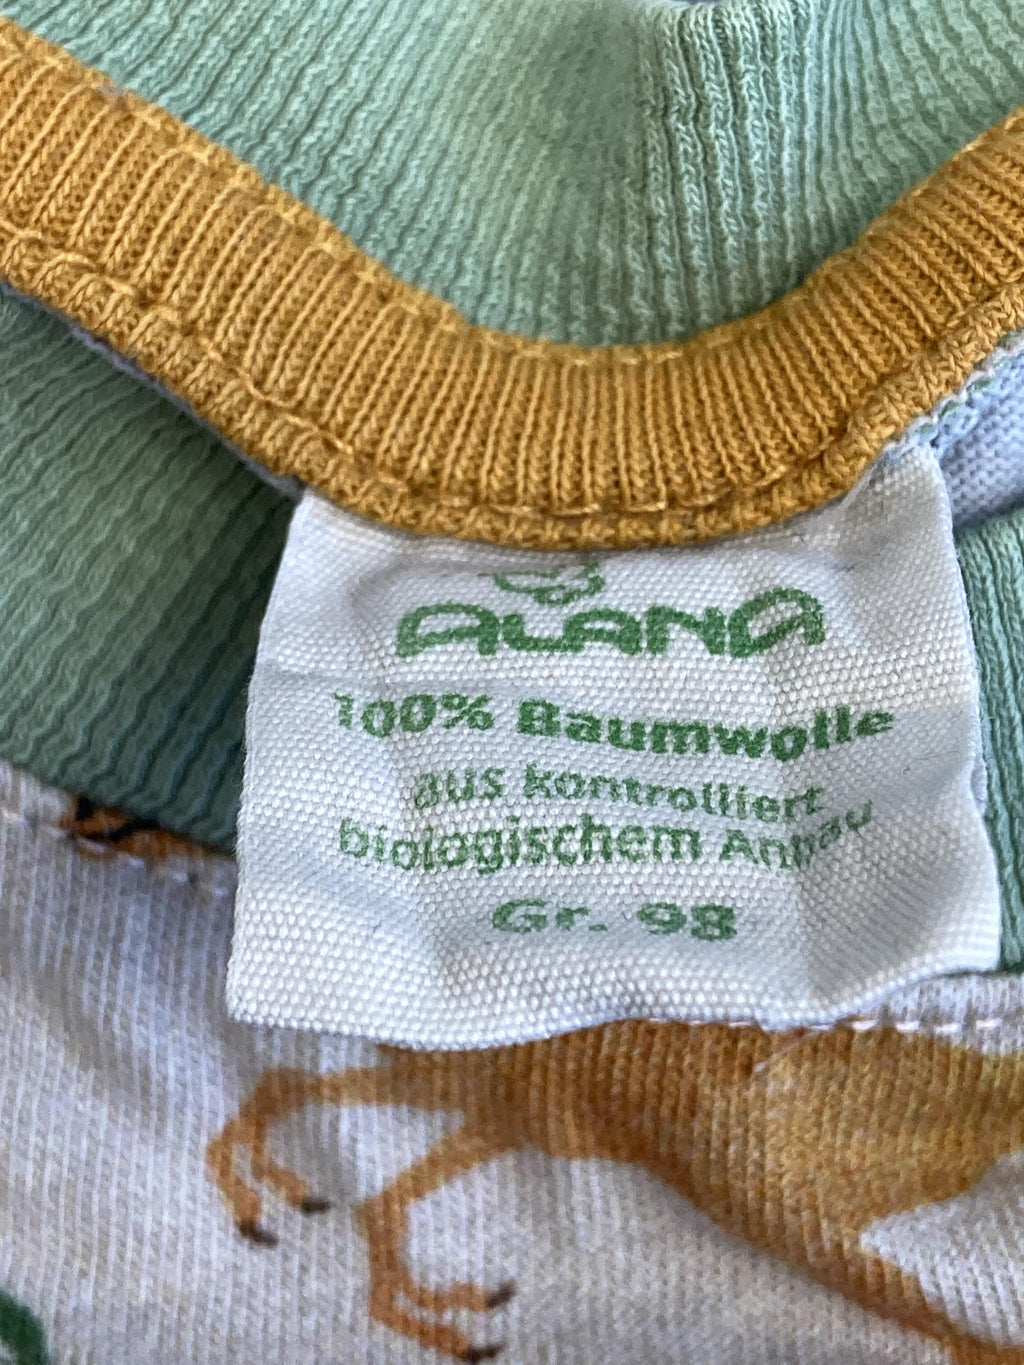 ALANA
100% Baumwolle
aus kontrolliert
biologischem Anbau
Gr. 98